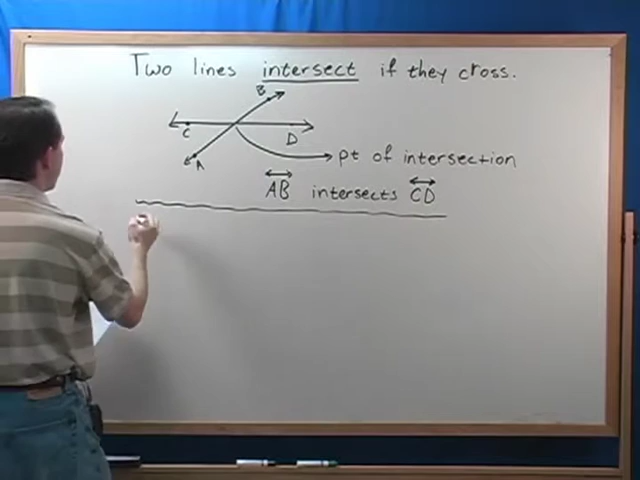 Two lines intersect if they cross.
B
C
D
A
pt of intersection
AB intersects CD